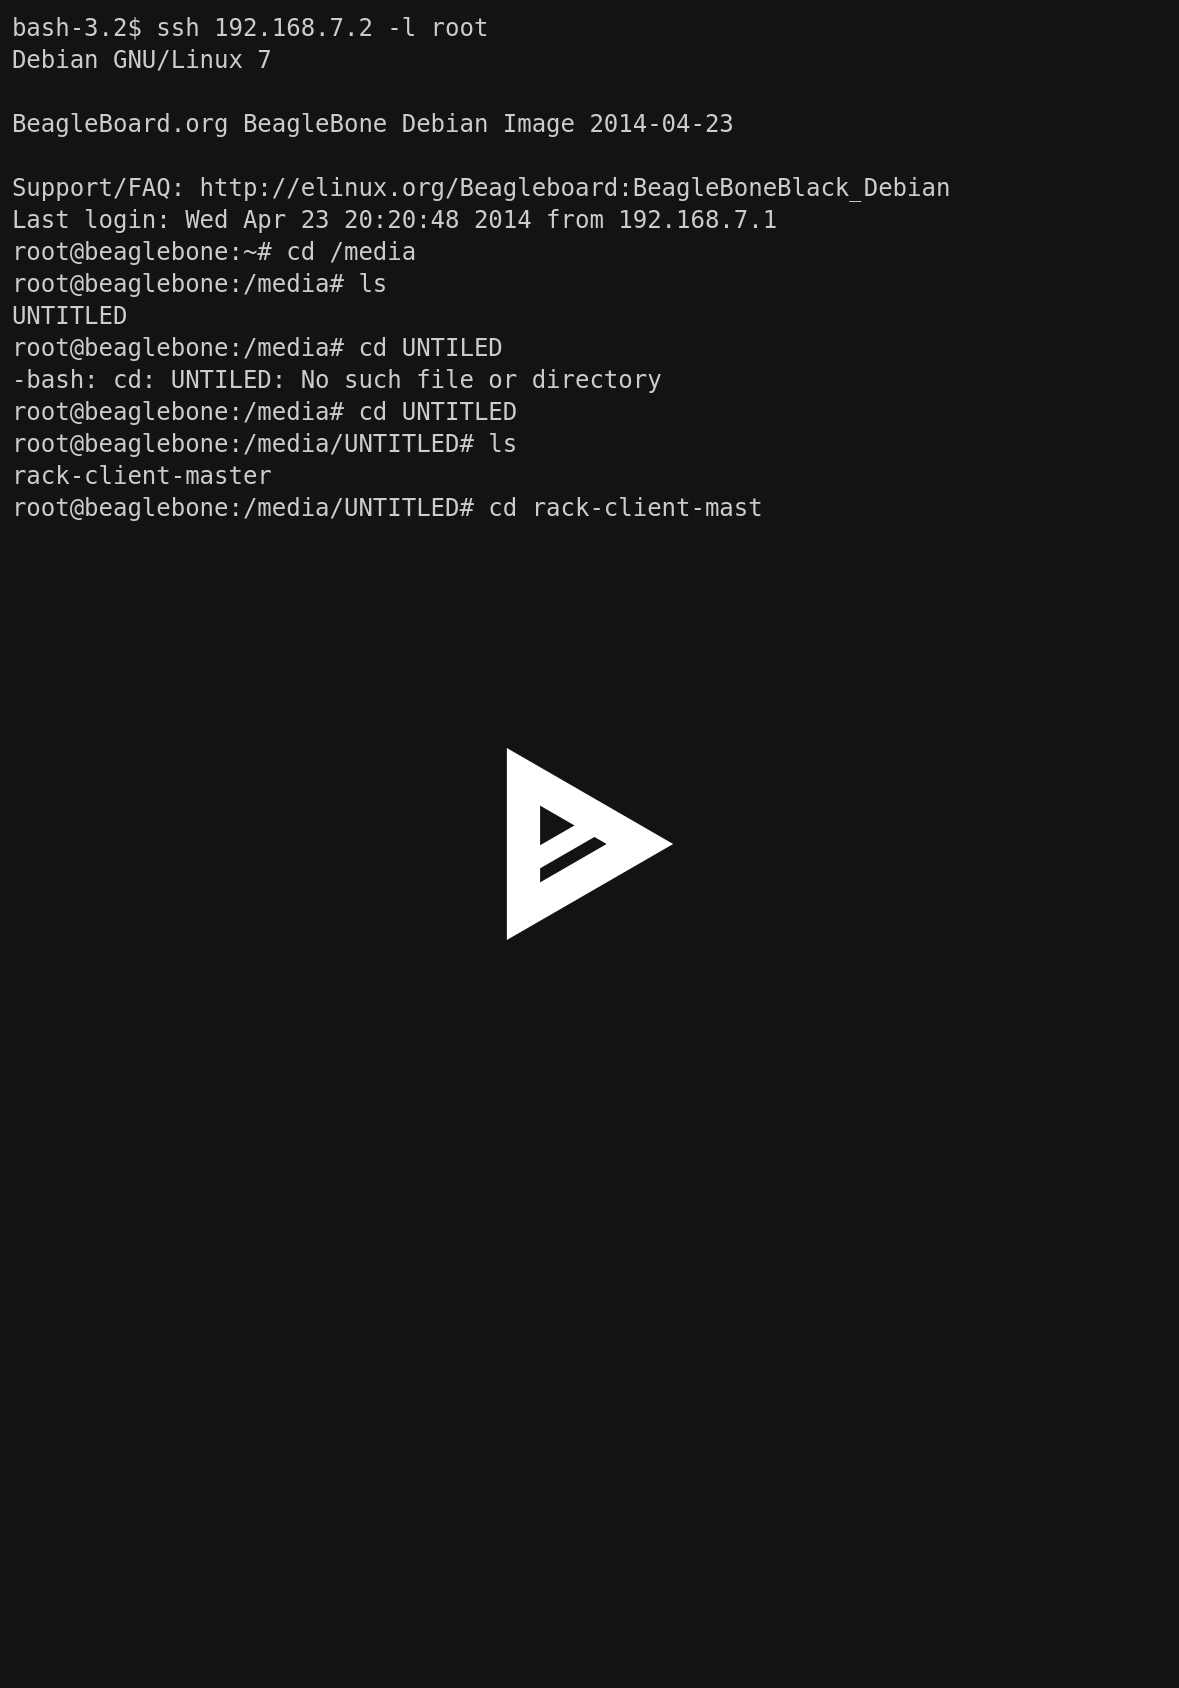 bash-3.2$ ssh 192.168.7.2 -l root
Debian GNU/Linux 7
BeagleBoard.org BeagleBone Debian Image 2014-04-23
Support/FAQ: http://elinux.org/Beagleboard:BeagleBoneBlack_Debian
Last login: Wed Apr 23 20:20:48 2014 from 192.168.7.1
root@beaglebone:~# cd /media
root@beaglebone:/media# ls
UNTITLED
root@beaglebone:/media# cd UNTILED
-bash: cd: UNTILED: No such file or directory
root@beaglebone:/media# cd UNTITLED
root@beaglebone:/media/UNTITLED# ls
rack-client-master
root@beaglebone:/media/UNTITLED# cd rack-client-mast